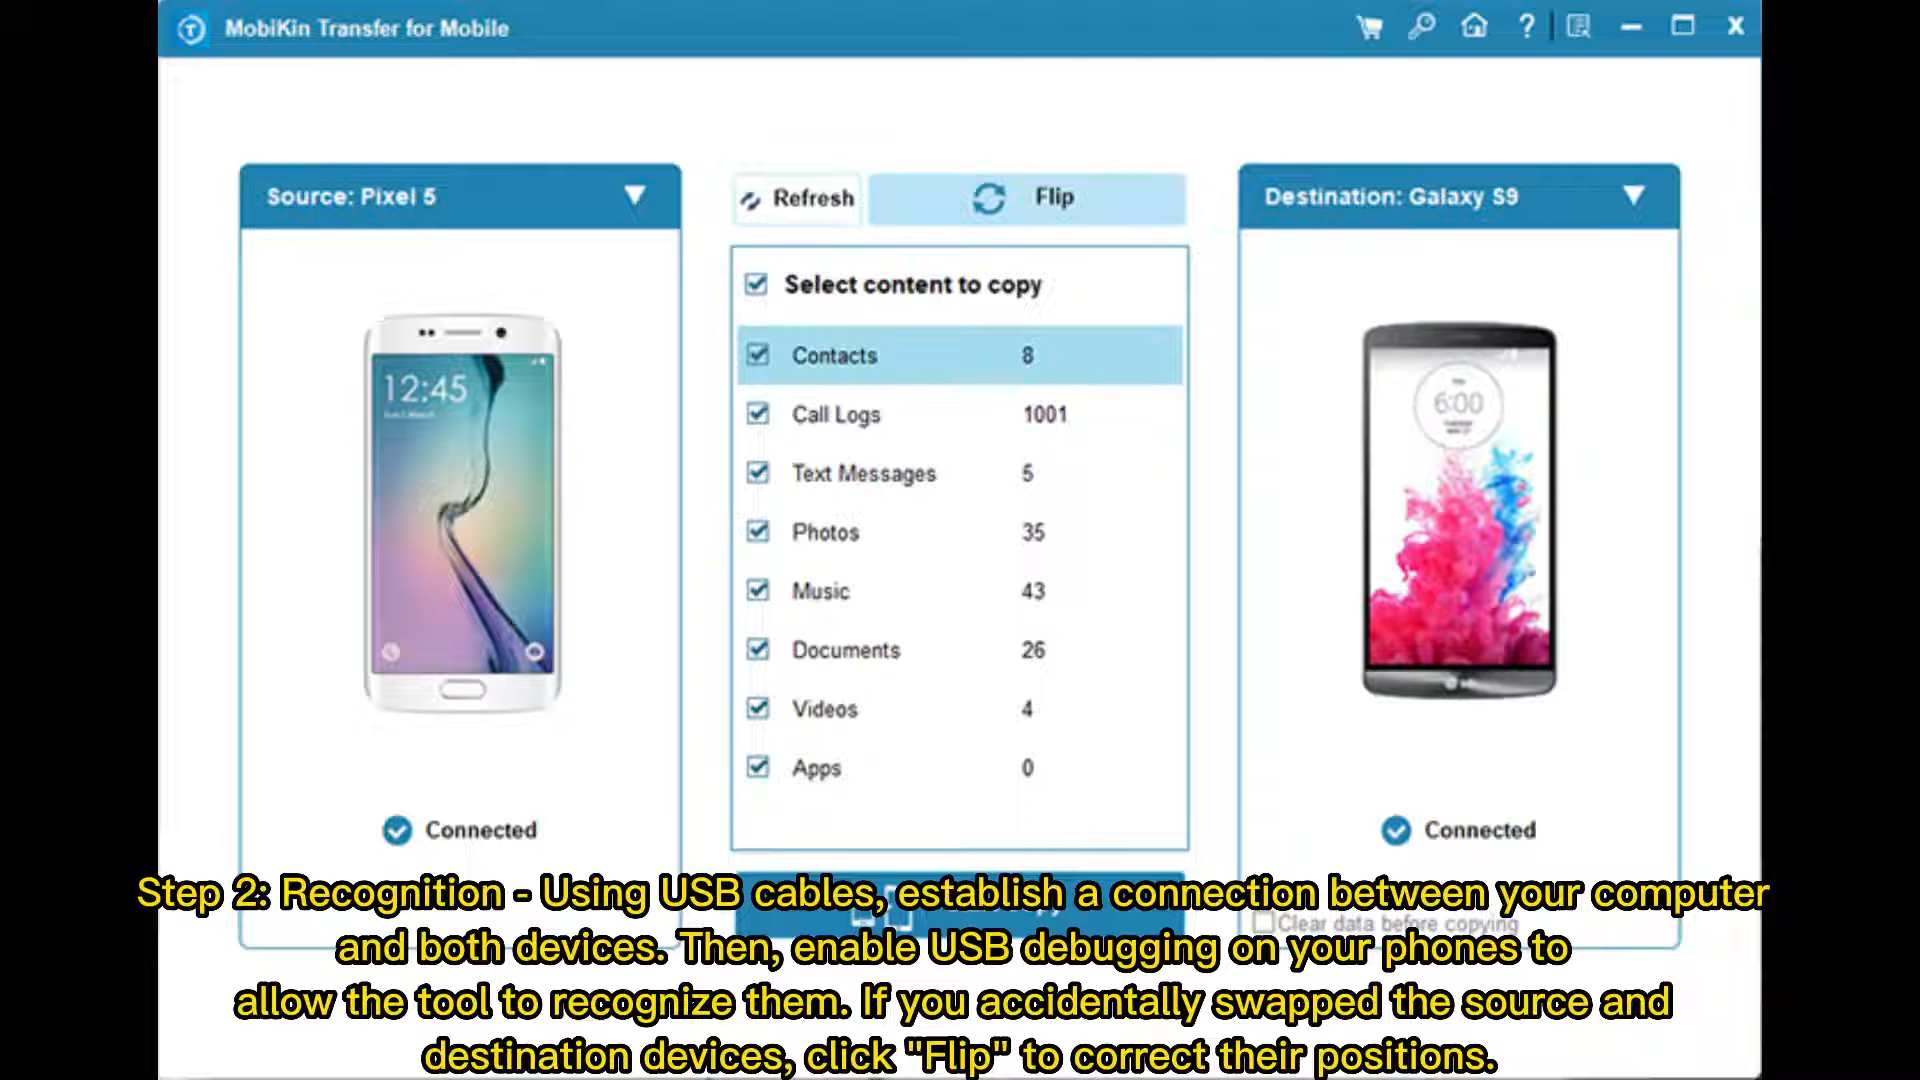 MobiKin Transfer for Mobile
Source: Pixel 5
Refresh
Flip
Destination: Galaxy S9
Select content to copy
Contacts 8
Call Logs 1001
Text Messages 5
Photos 35
Music 43
Documents 26
Videos 4
Apps 0
12:45
6:00
Connected
Connected
Clear data before copying
Step 2: Recognition - Using USB cables, establish a connection between your computer
and both devices. Then, enable USB debugging on your phones to
allow the tool to recognize them. If you accidentally swapped the source and
destination devices, click "Flip" to correct their positions.